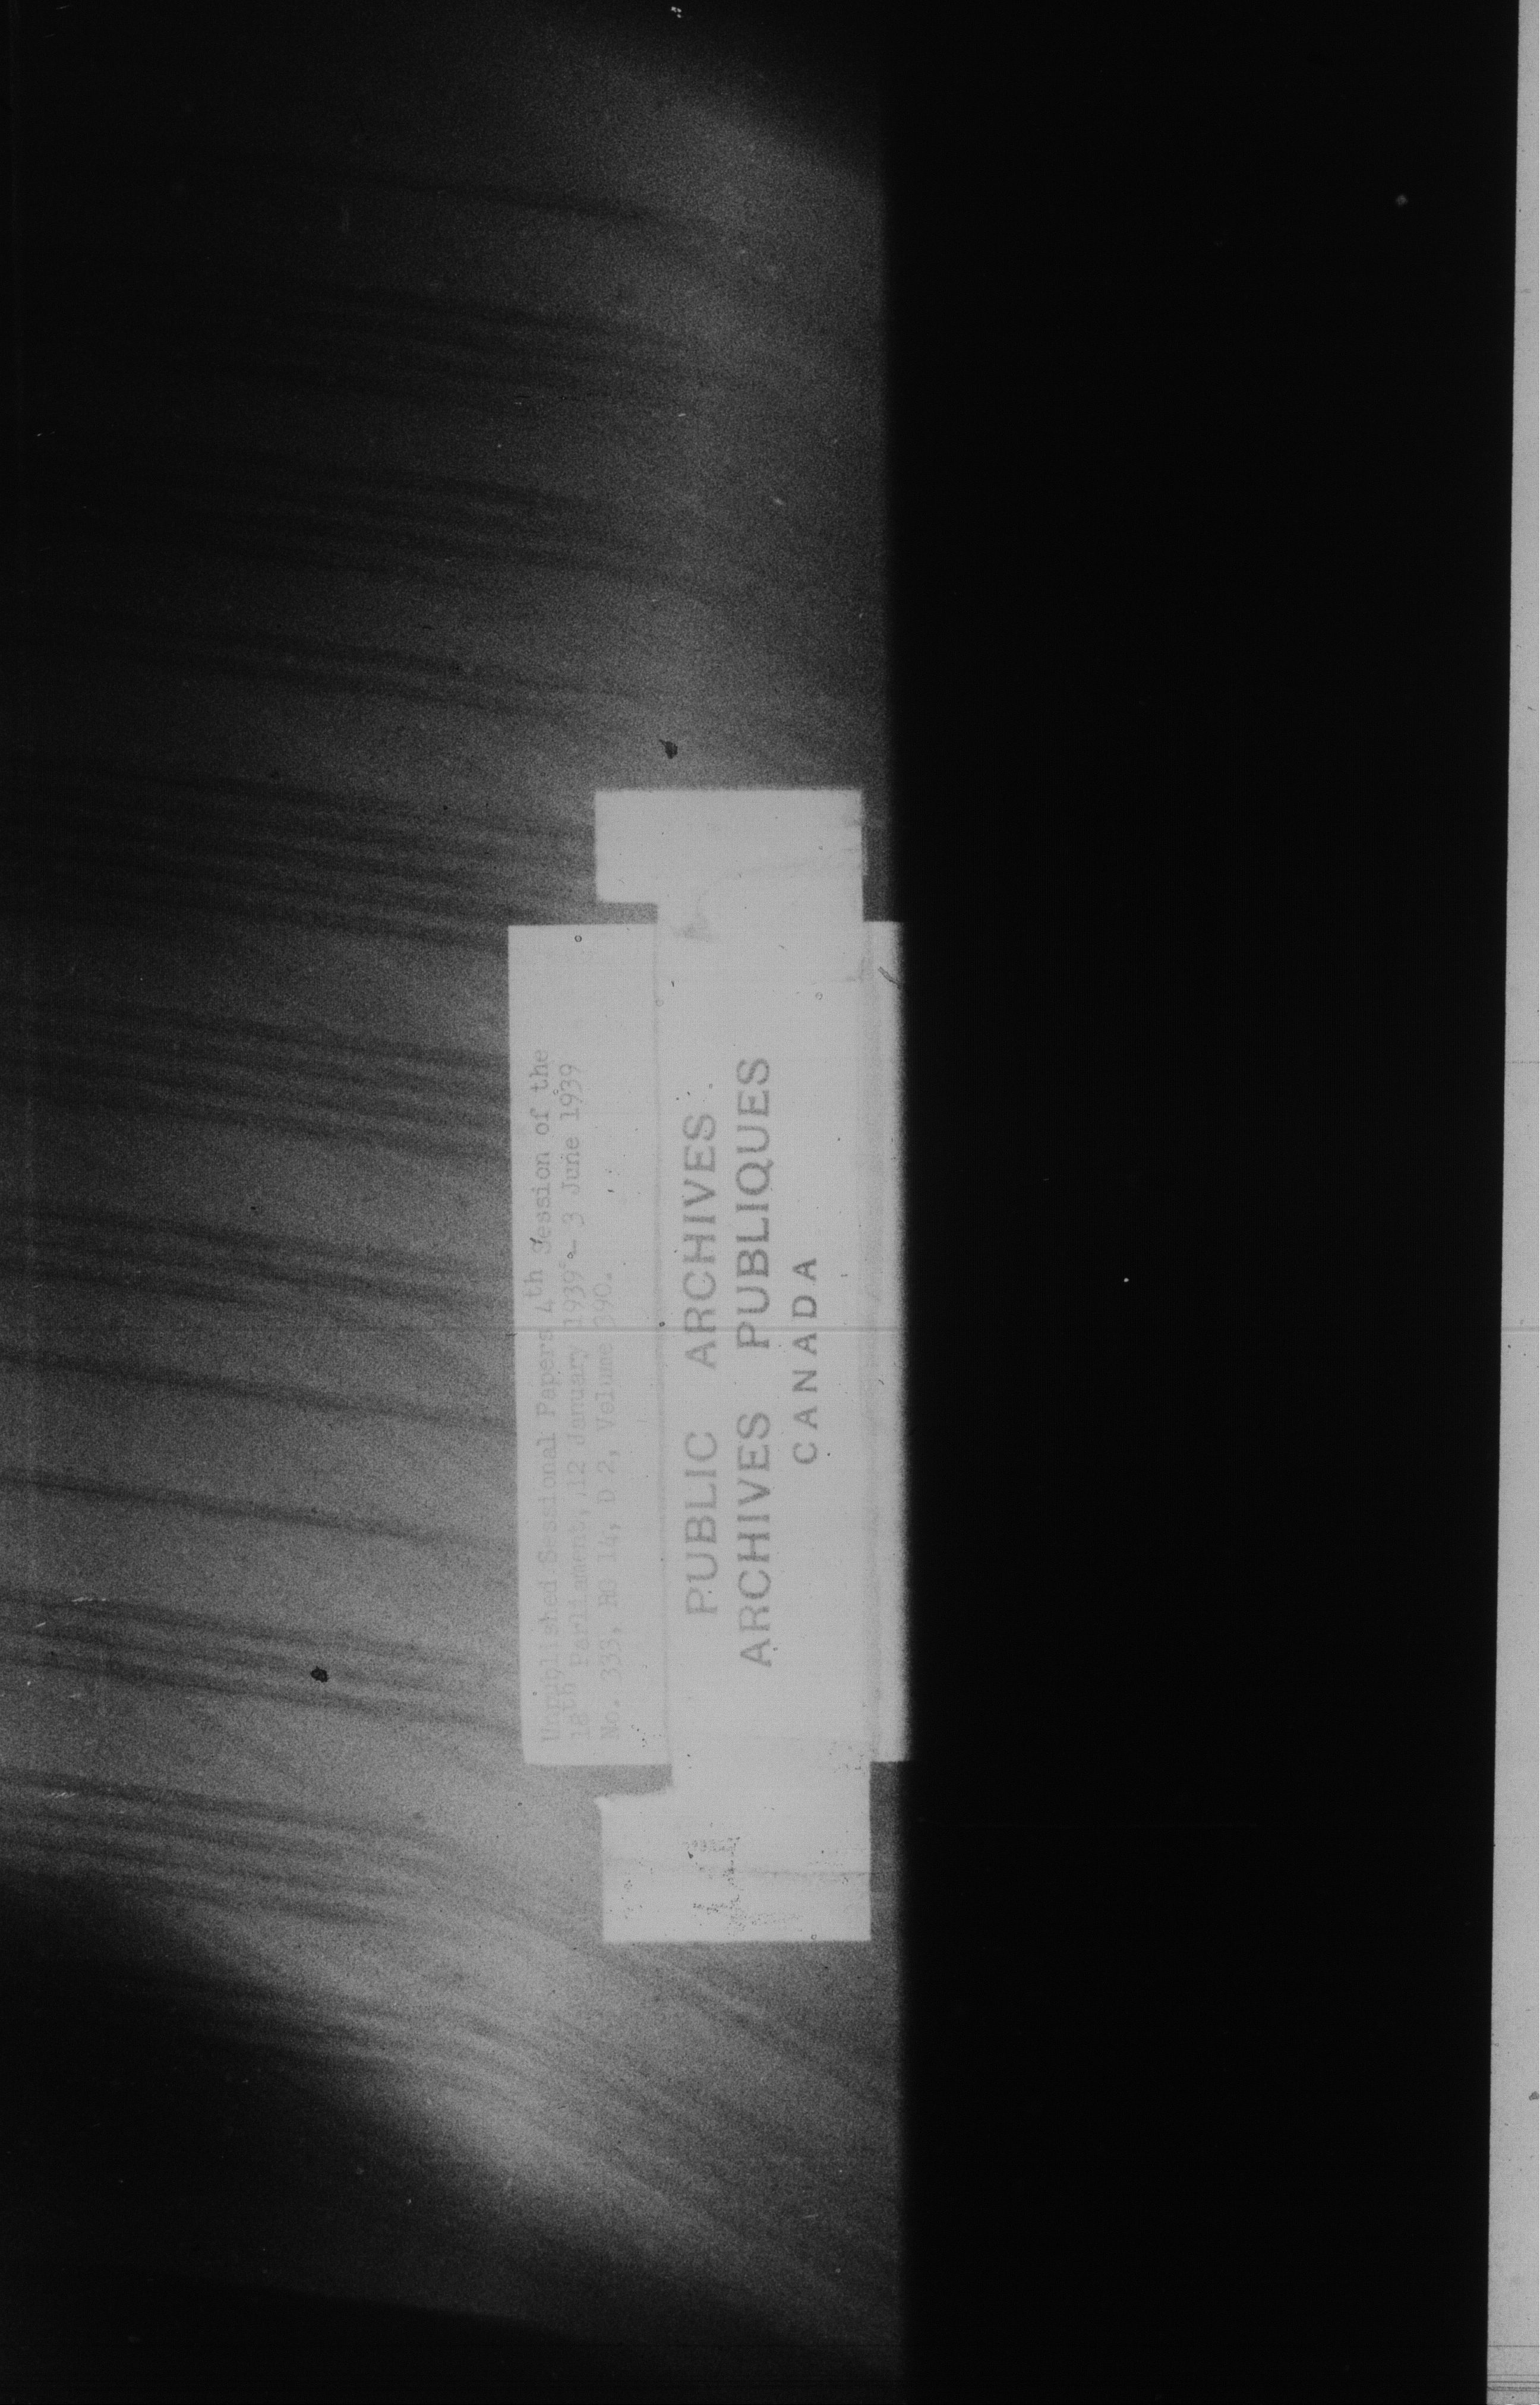 Unpublished Sessional Papers 4th Session of the
18th Parliament, 12 January 1939 - 3 June 1939
No. 333, RG 14, D 2, Volume 390.
PUBLIC ARCHIVES
ARCHIVES PUBLIQUES
CANADA